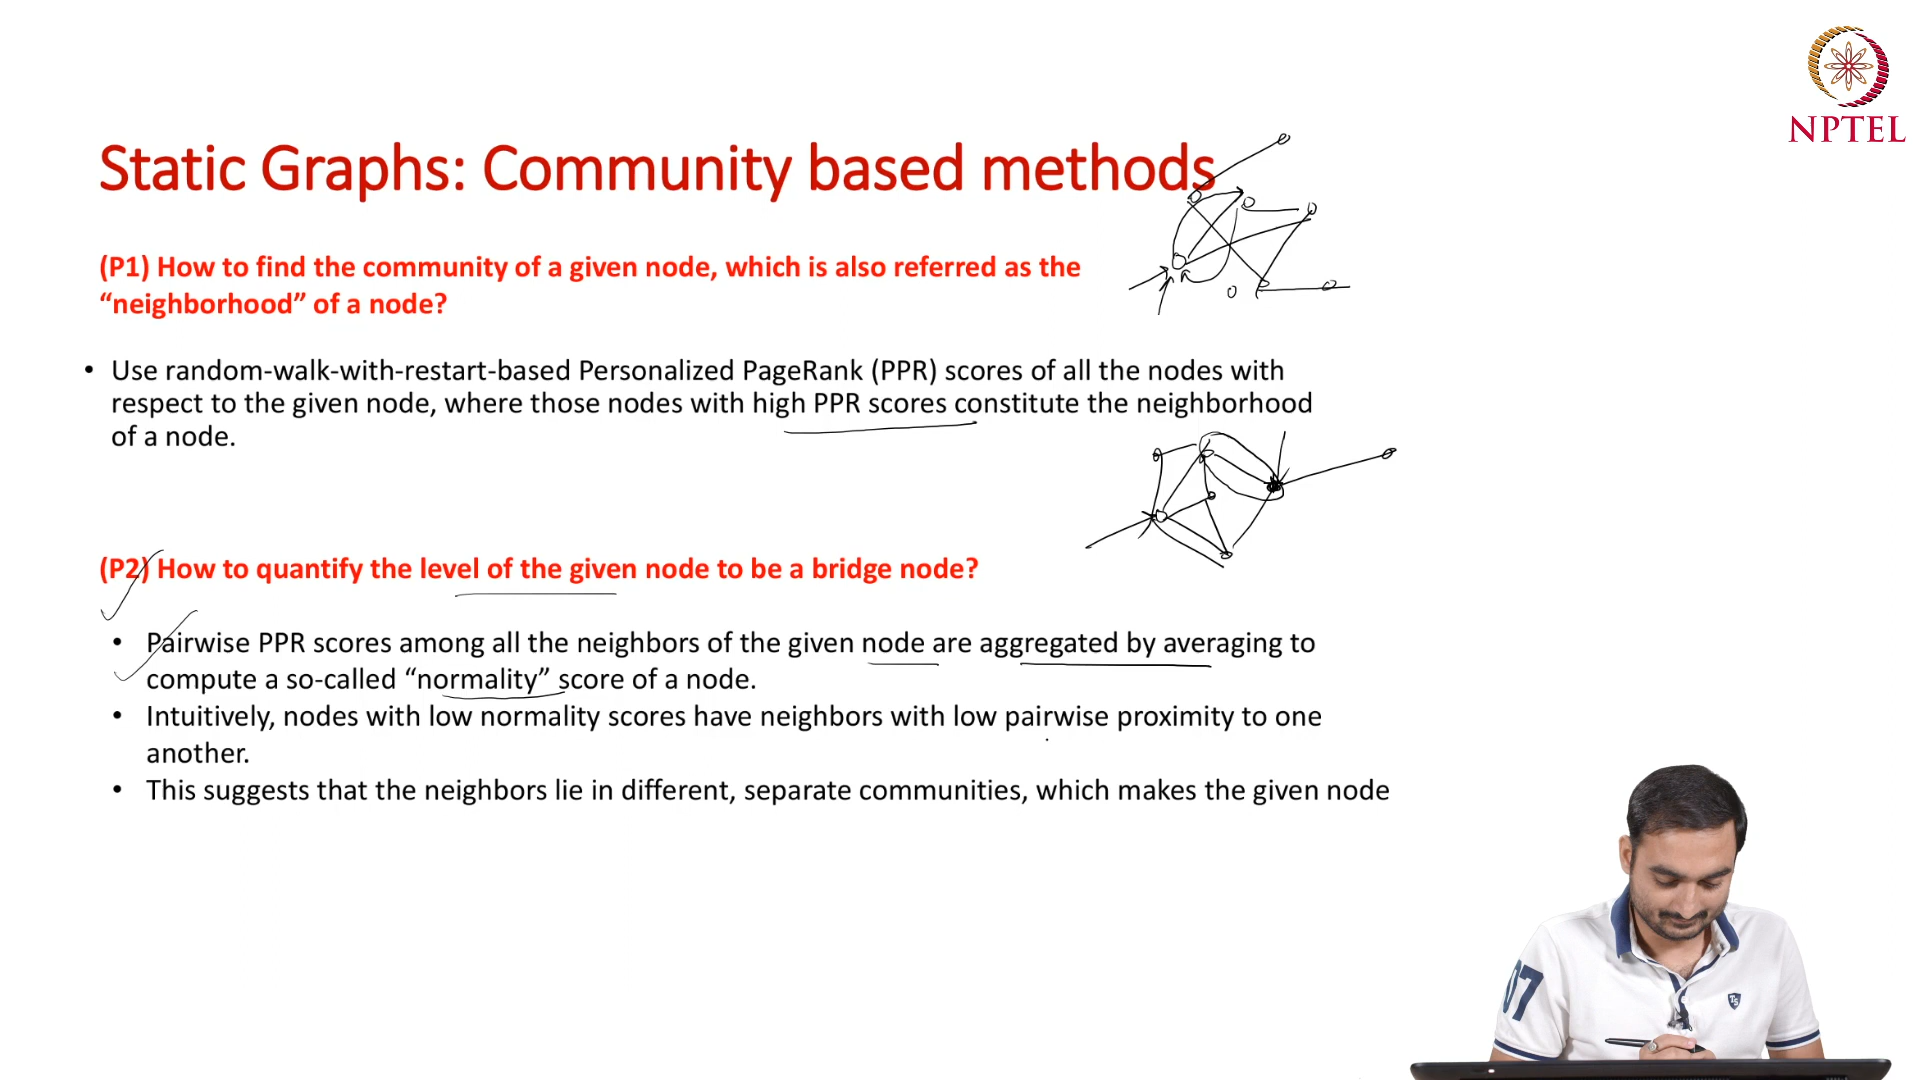 NPTEL
Static Graphs: Community based methods
(P1) How to find the community of a given node, which is also referred as the
“neighborhood” of a node?
• Use random-walk-with-restart-based Personalized PageRank (PPR) scores of all the nodes with
respect to the given node, where those nodes with high PPR scores constitute the neighborhood
of a node.
(P2) How to quantify the level of the given node to be a bridge node?
• Pairwise PPR scores among all the neighbors of the given node are aggregated by averaging to
compute a so-called “normality” score of a node.
• Intuitively, nodes with low normality scores have neighbors with low pairwise proximity to one
another.
• This suggests that the neighbors lie in different, separate communities, which makes the given node
07
TS